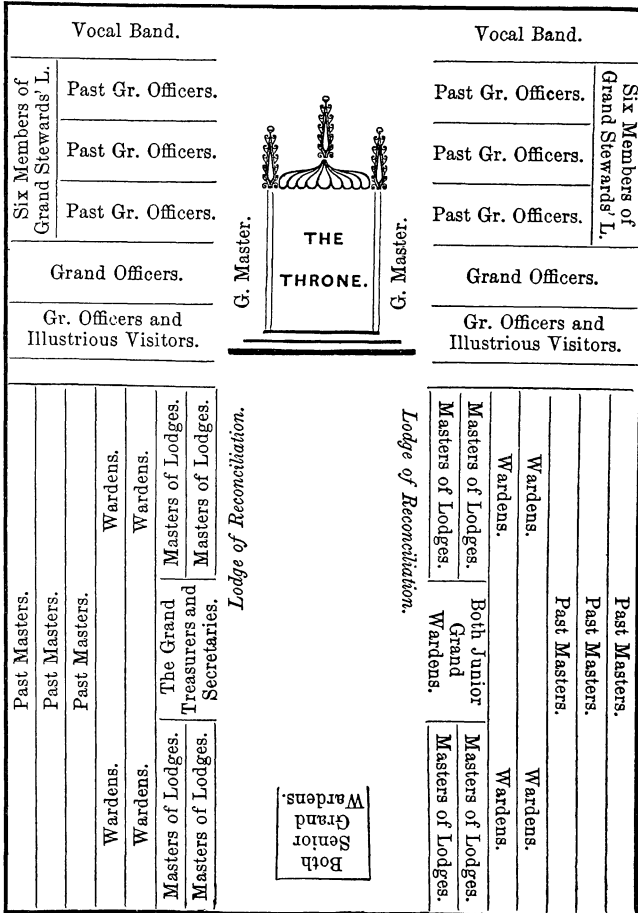 Vocal Band.
Six Members of
Grand Stewards' L.
Past Gr. Officers.
Past Gr. Officers.
Past Gr. Officers.
Grand Officers.
Gr. Officers and
Illustrious Visitors.
G. Master.
THE
THRONE.
G. Master.
Vocal Band.
Past Gr. Officers.
Past Gr. Officers.
Past Gr. Officers.
Six Members of
Grand Stewards' L.
Grand Officers.
Gr. Officers and
Illustrious Visitors.
Past Masters.
Past Masters.
Past Masters.
Wardens.
Wardens.
Wardens.
Wardens.
Masters of Lodges.
Masters of Lodges.
The Grand
Treasurers and
Secretaries.
Masters of Lodges.
Masters of Lodges.
Lodge of Reconciliation.
Lodge of Reconciliation.
Masters of Lodges.
Masters of Lodges.
Both Junior
Grand
Wardens.
Masters of Lodges.
Masters of Lodges.
Wardens.
Wardens.
Wardens.
Wardens.
Past Masters.
Past Masters.
Past Masters.
Both
Senior
Grand
Wardens.